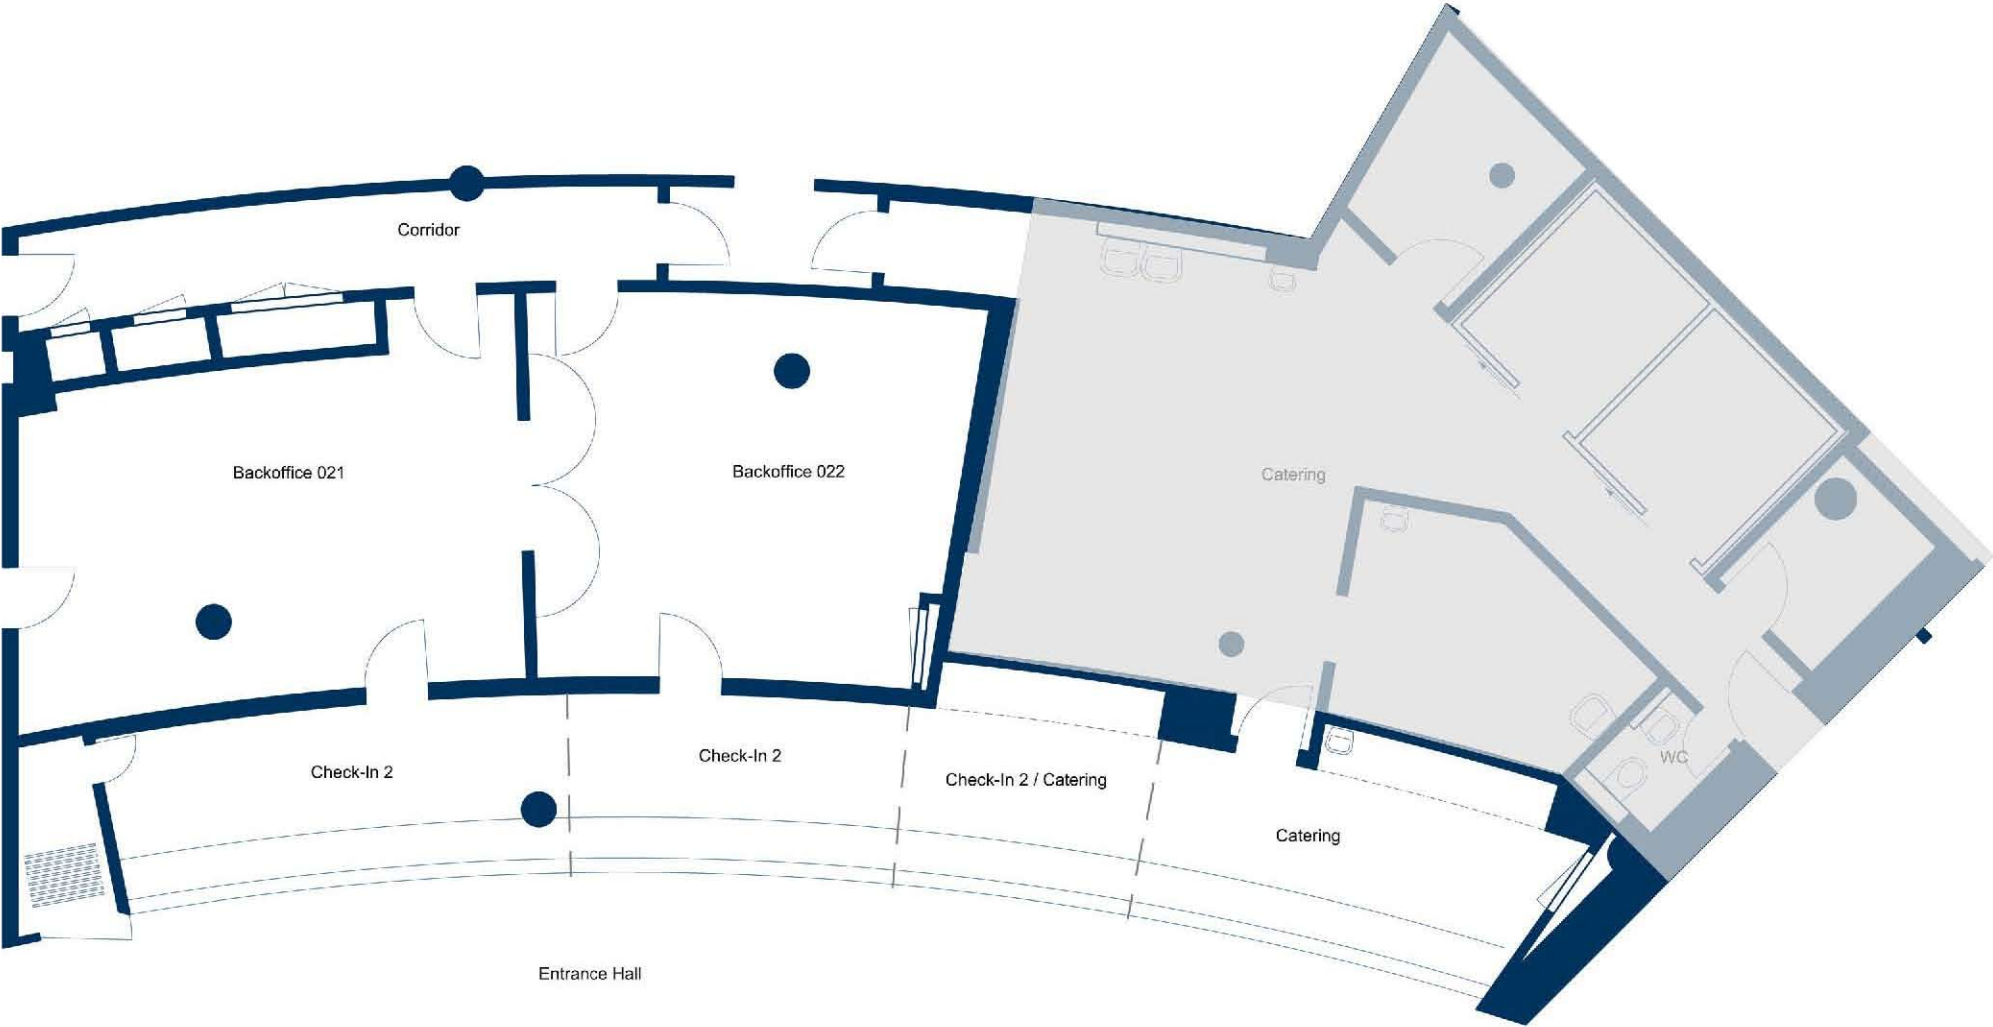 Corridor
Backoffice 021
Backoffice 022
Catering
Check-In 2
Check-In 2
Check-In 2 / Catering
Catering
WC
Entrance Hall